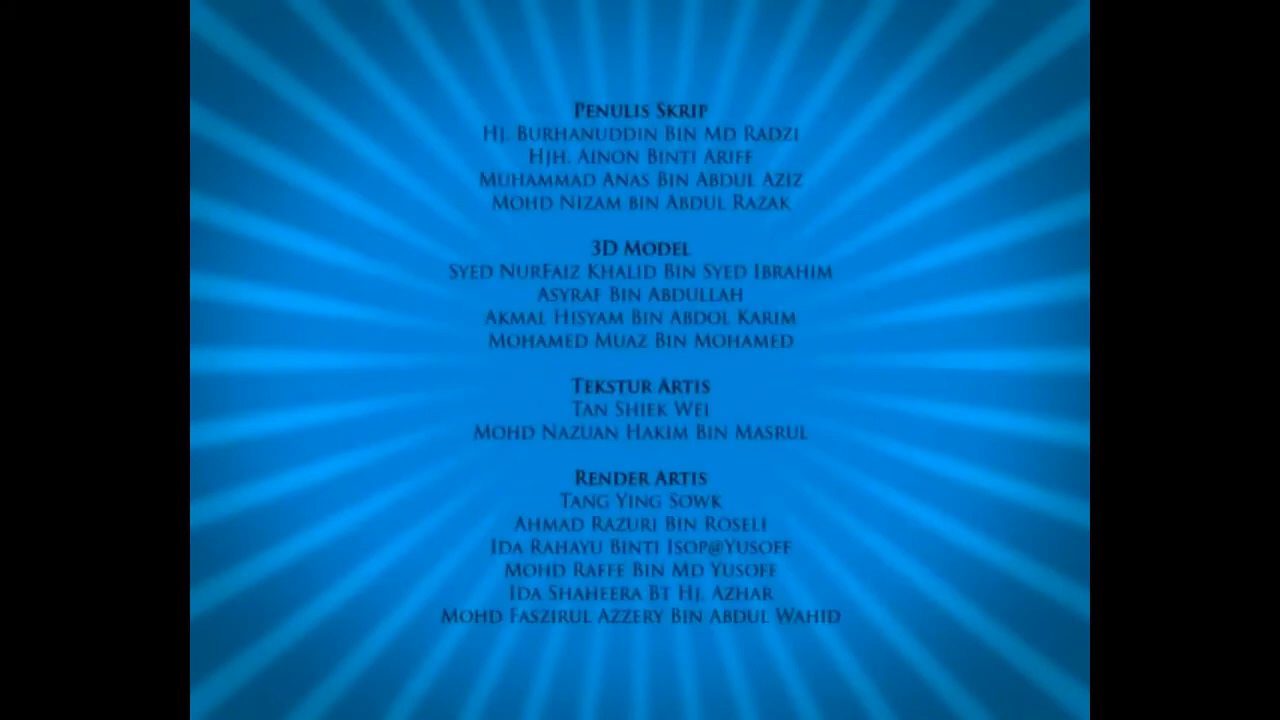 Penulis Skrip
Hj. Burhanuddin Bin Md Radzi
Hjh. Ainon Binti Ariff
Muhammad Anas Bin Abdul Aziz
Mohd Nizam bin Abdul Razak
3D Model
Syed NurFaiz Khalid Bin Syed Ibrahim
Asyraf Bin Abdullah
Akmal Hisyam Bin Abdol Karim
Mohamed Muaz Bin Mohamed
Tekstur Artis
Tan Shiek Wei
Mohd Nazuan Hakim Bin Masrul
Render Artis
Tang Ying Sowk
Ahmad Razuri Bin Roseli
Ida Rahayu Binti Isop@Yusoff
Mohd Raffe Bin Md Yusoff
Ida Shaheera Bt Hj. Azhar
Mohd Faszirul Azzery Bin Abdul Wahid